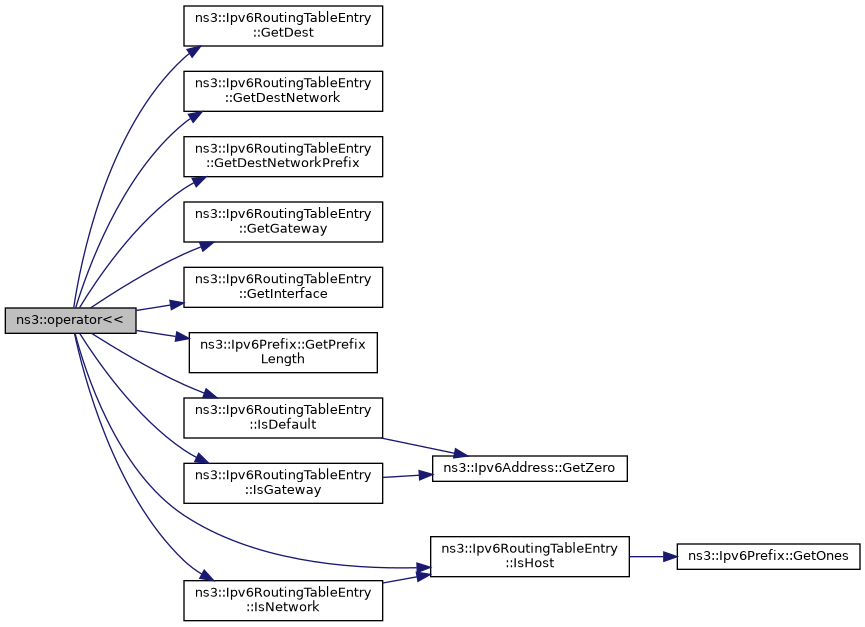 ns3::Ipv6RoutingTableEntry
::GetDest
ns3::Ipv6RoutingTableEntry
::GetDestNetwork
ns3::Ipv6RoutingTableEntry
::GetDestNetworkPrefix
ns3::Ipv6RoutingTableEntry
::GetGateway
ns3::Ipv6RoutingTableEntry
::GetInterface
ns3::operator<<
ns3::Ipv6Prefix::GetPrefix
Length
ns3::Ipv6RoutingTableEntry
::IsDefault
ns3::Ipv6Address::GetZero
ns3::Ipv6RoutingTableEntry
::IsGateway
ns3::Ipv6RoutingTableEntry
::IsHost
ns3::Ipv6Prefix::GetOnes
ns3::Ipv6RoutingTableEntry
::IsNetwork